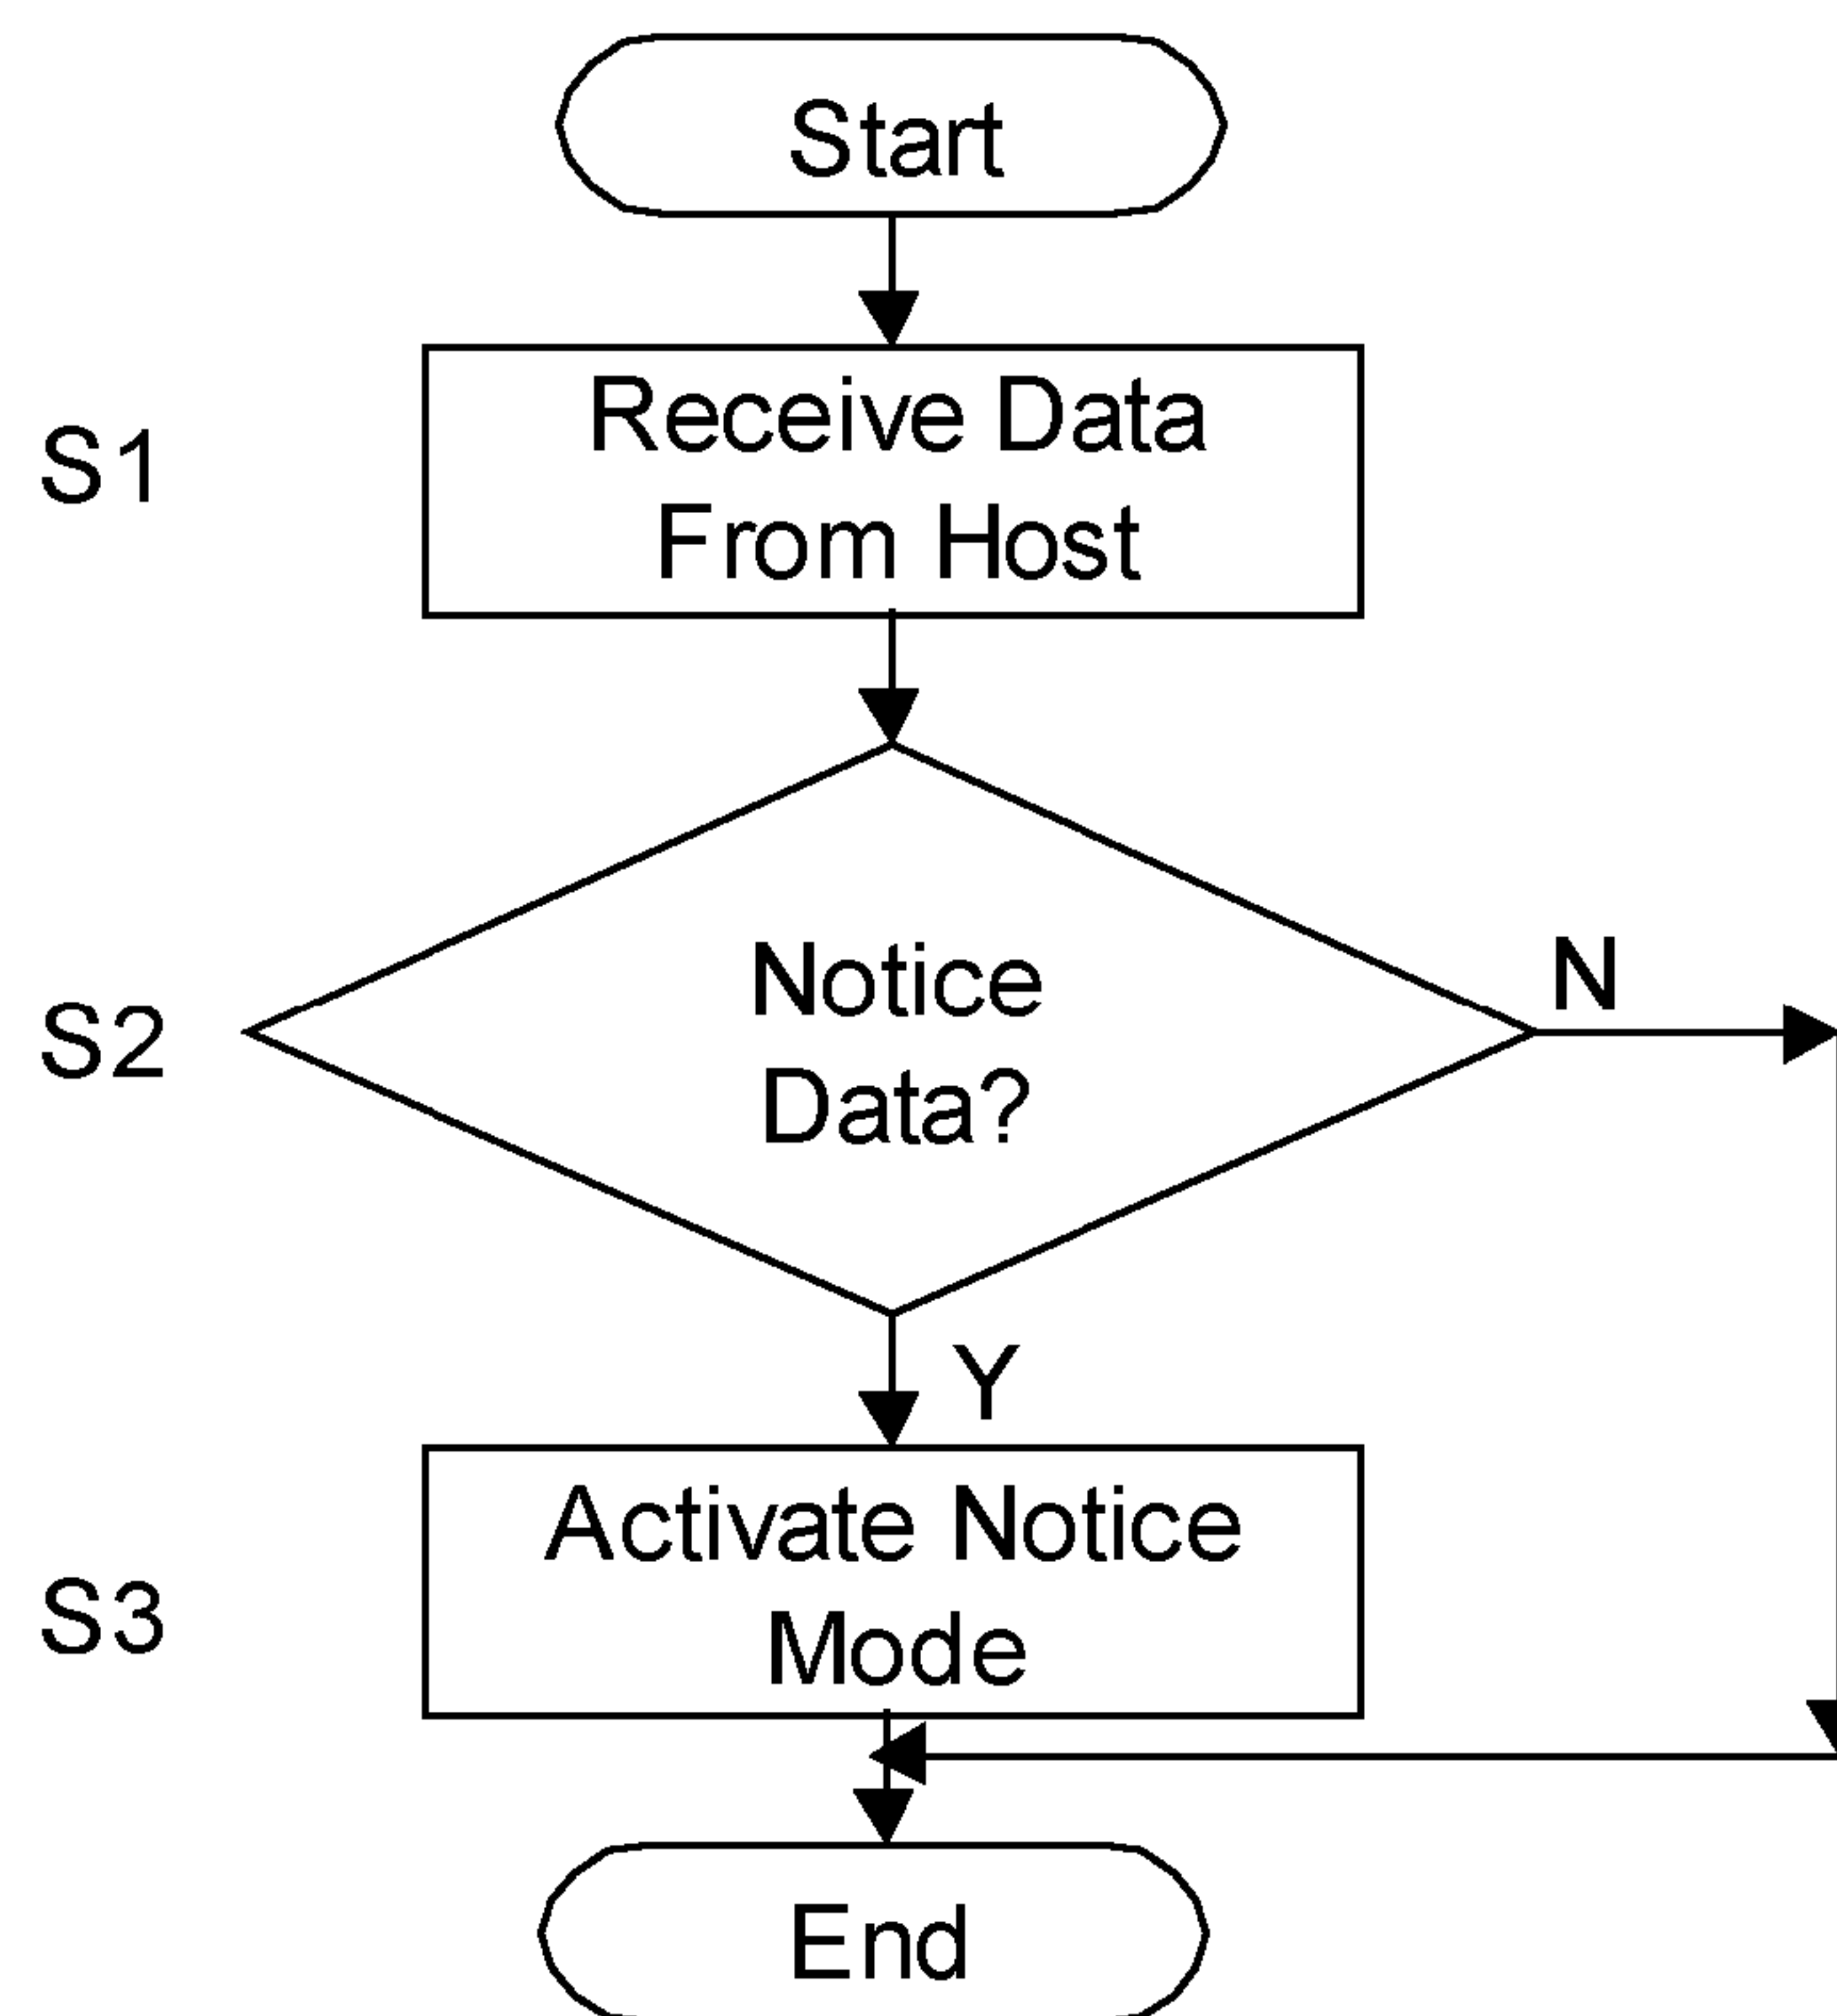 Start
S1
Receive Data
From Host
S2
Notice
Data?
N
Y
S3
Activate Notice
Mode
End